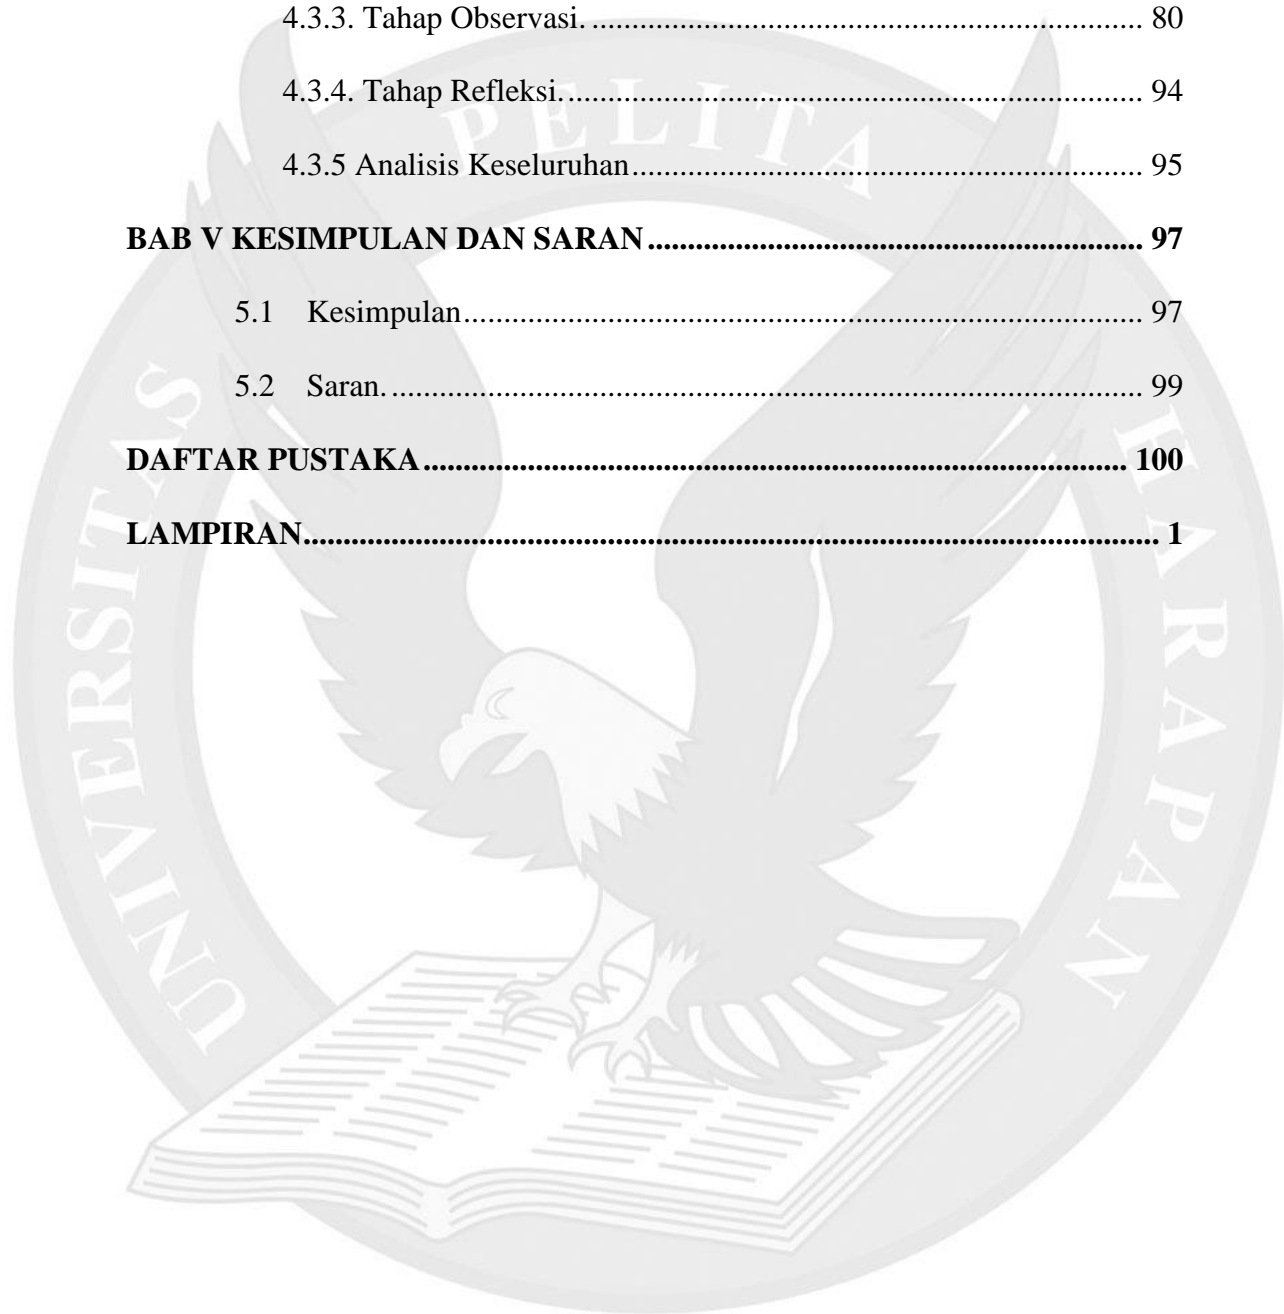 4.3.3. Tahap Observasi. ..................................................................... 80
4.3.4. Tahap Refleksi. ........................................................................ 94
4.3.5 Analisis Keseluruhan ................................................................ 95
BAB V KESIMPULAN DAN SARAN .............................................................. 97
5.1 Kesimpulan ..................................................................................... 97
5.2 Saran. .............................................................................................. 99
DAFTAR PUSTAKA ........................................................................................ 100
LAMPIRAN ........................................................................................................... 1
UNIVERSITAS PELITA HARAPAN